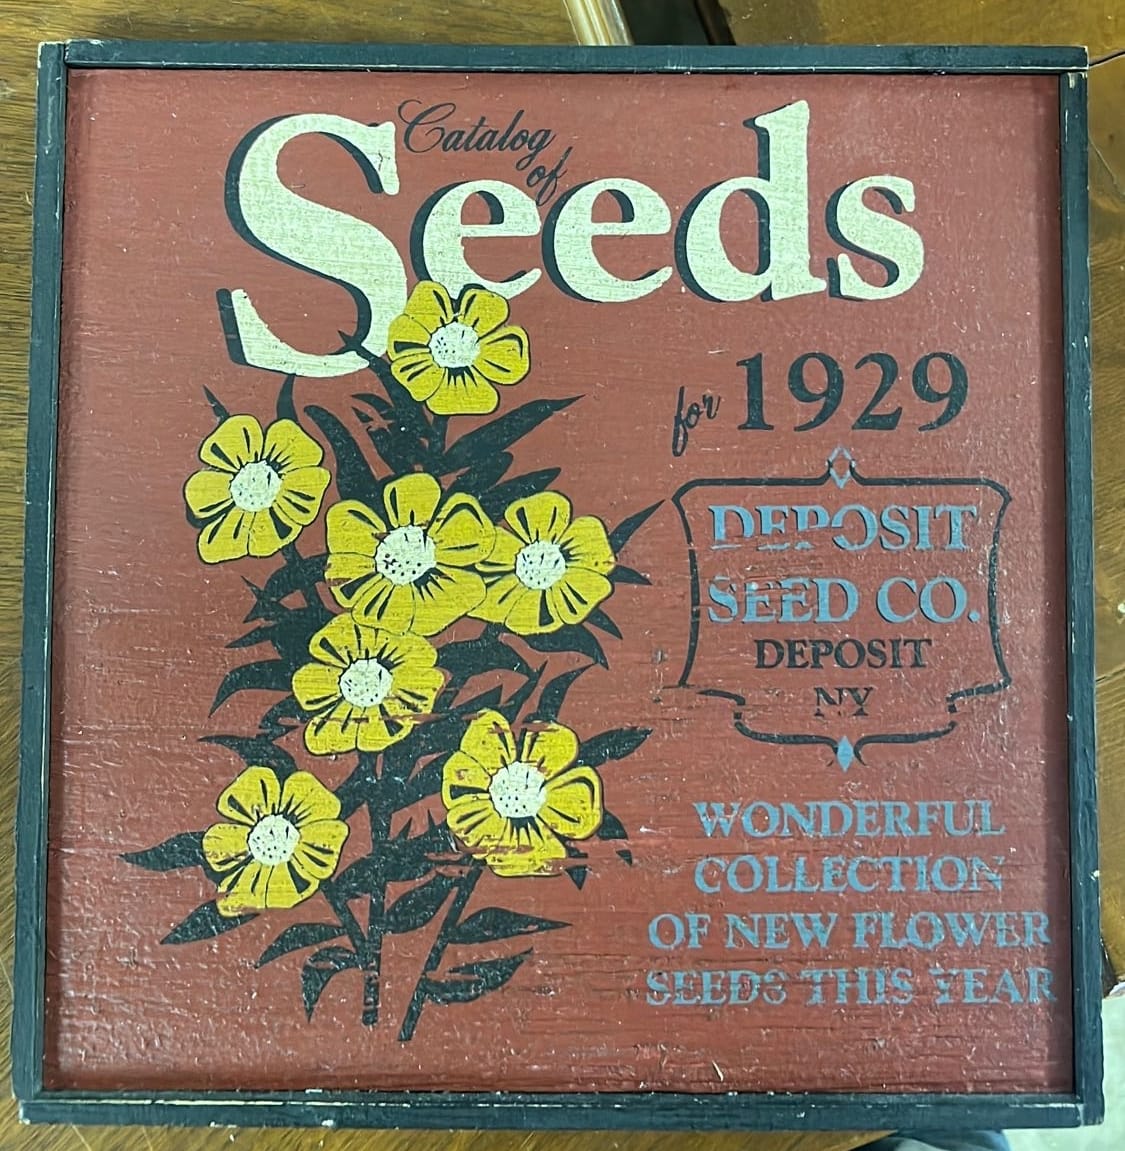 Catalog
of
Seeds
for 1929
DEPOSIT
SEED CO.
DEPOSIT
NY
WONDERFUL
COLLECTION
OF NEW FLOWER
SEEDS THIS YEAR